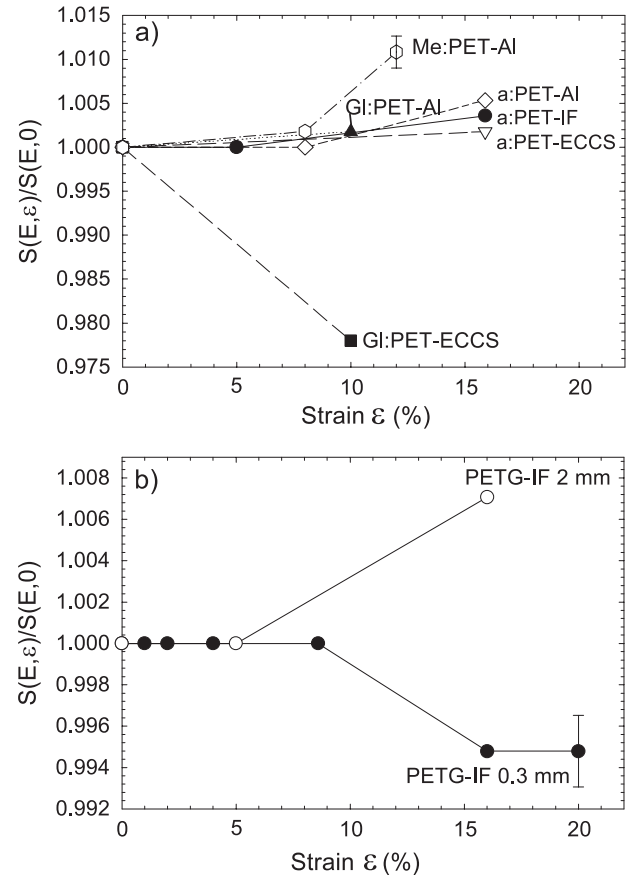 a)
1.015
1.010
1.005
1.000
0.995
0.990
0.985
0.980
0.975
S(E,ε)/S(E,0)
Me:PET-Al
Gl:PET-Al
a:PET-Al
a:PET-IF
a:PET-ECCS
Gl:PET-ECCS
0 5 10 15 20
Strain ε (%)
b)
1.008
1.006
1.004
1.002
1.000
0.998
0.996
0.994
0.992
S(E,ε)/S(E,0)
PETG-IF 2 mm
PETG-IF 0.3 mm
0 5 10 15 20
Strain ε (%)